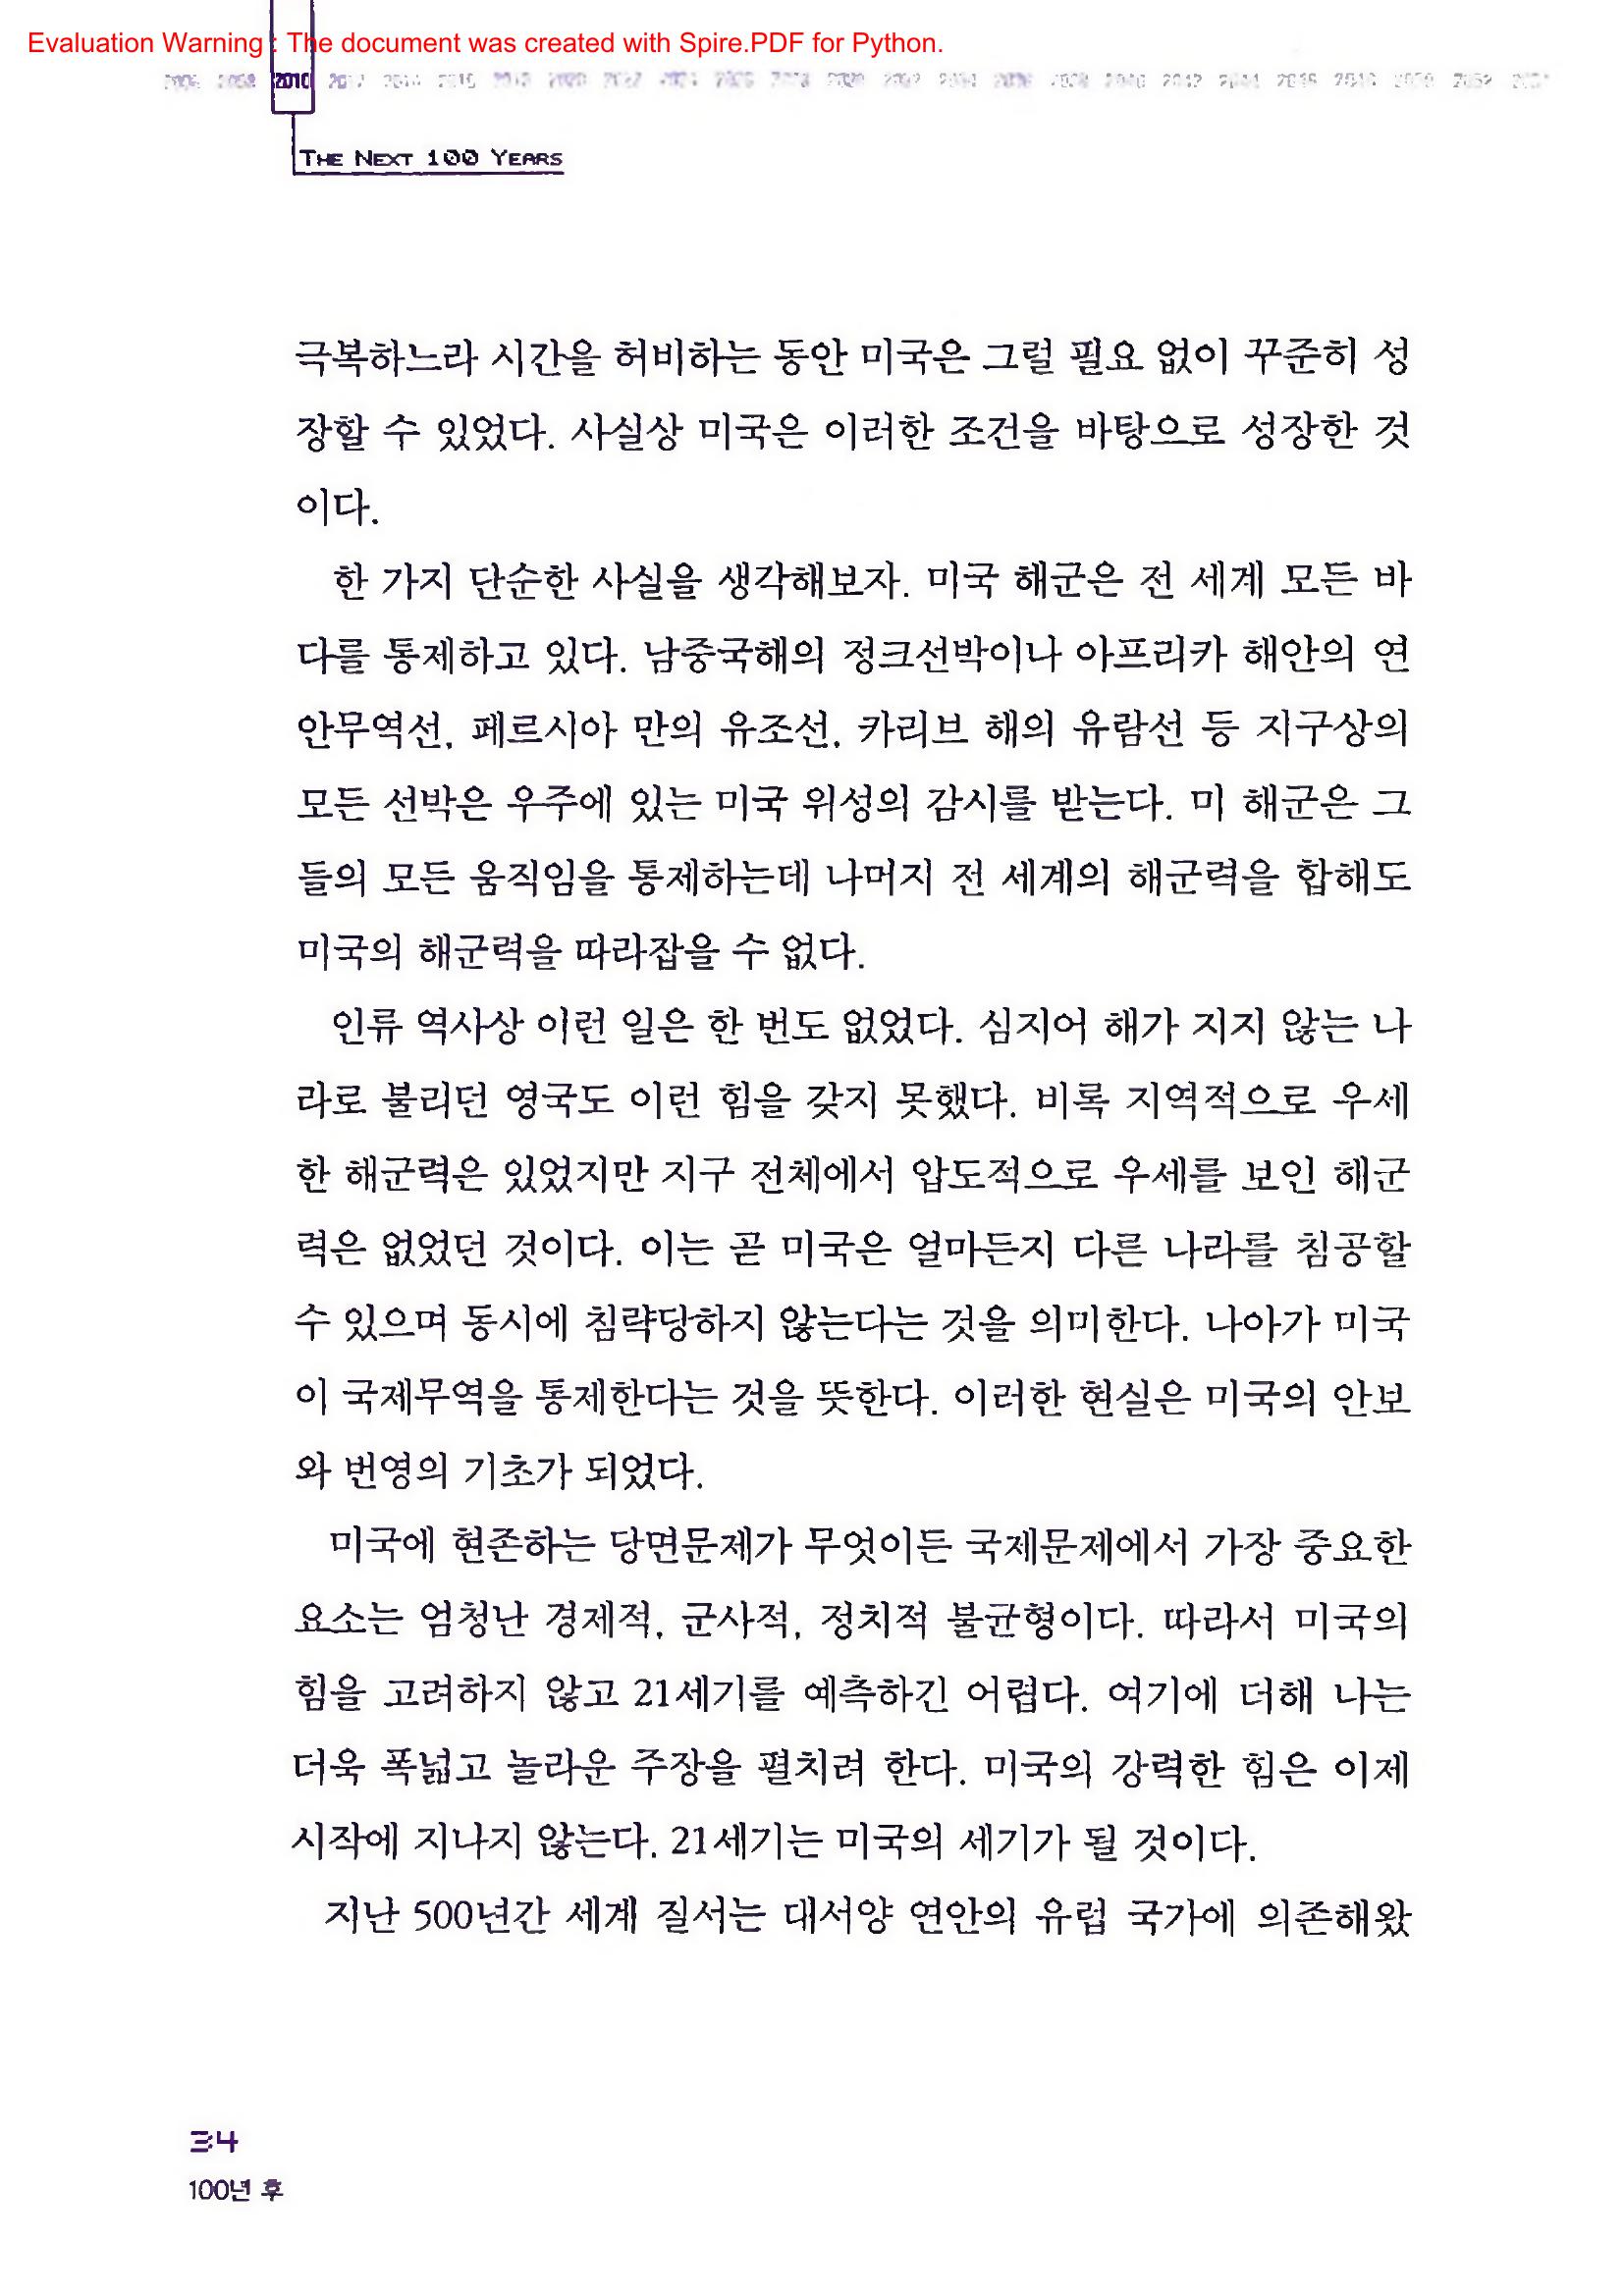 Evaluation Warning : The document was created with Spire.PDF for Python.
2010
THE NEXT 100 YEARS
극복하느라 시간을 허비하는 동안 미국은 그럴 필요 없이 꾸준히 성
장할 수 있었다. 사실상 미국은 이러한 조건을 바탕으로 성장한 것
이다.
한 가지 단순한 사실을 생각해보자. 미국 해군은 전 세계 모든 바
다를 통제하고 있다. 남중국해의 정크선박이나 아프리카 해안의 연
안무역선, 페르시아 만의 유조선, 카리브 해의 유람선 등 지구상의
모든 선박은 우주에 있는 미국 위성의 감시를 받는다. 미 해군은 그
들의 모든 움직임을 통제하는데 나머지 전 세계의 해군력을 합해도
미국의 해군력을 따라잡을 수 없다.
인류 역사상 이런 일은 한 번도 없었다. 심지어 해가 지지 않는 나
라로 불리던 영국도 이런 힘을 갖지 못했다. 비록 지역적으로 우세
한 해군력은 있었지만 지구 전체에서 압도적으로 우세를 보인 해군
력은 없었던 것이다. 이는 곧 미국은 얼마든지 다른 나라를 침공할
수 있으며 동시에 침략당하지 않는다는 것을 의미한다. 나아가 미국
이 국제무역을 통제한다는 것을 뜻한다. 이러한 현실은 미국의 안보
와 번영의 기초가 되었다.
미국에 현존하는 당면문제가 무엇이든 국제문제에서 가장 중요한
요소는 엄청난 경제적, 군사적, 정치적 불균형이다. 따라서 미국의
힘을 고려하지 않고 21세기를 예측하긴 어렵다. 여기에 더해 나는
더욱 폭넓고 놀라운 주장을 펼치려 한다. 미국의 강력한 힘은 이제
시작에 지나지 않는다. 21세기는 미국의 세기가 될 것이다.
지난 500년간 세계 질서는 대서양 연안의 유럽 국가에 의존해왔
34
100년 후